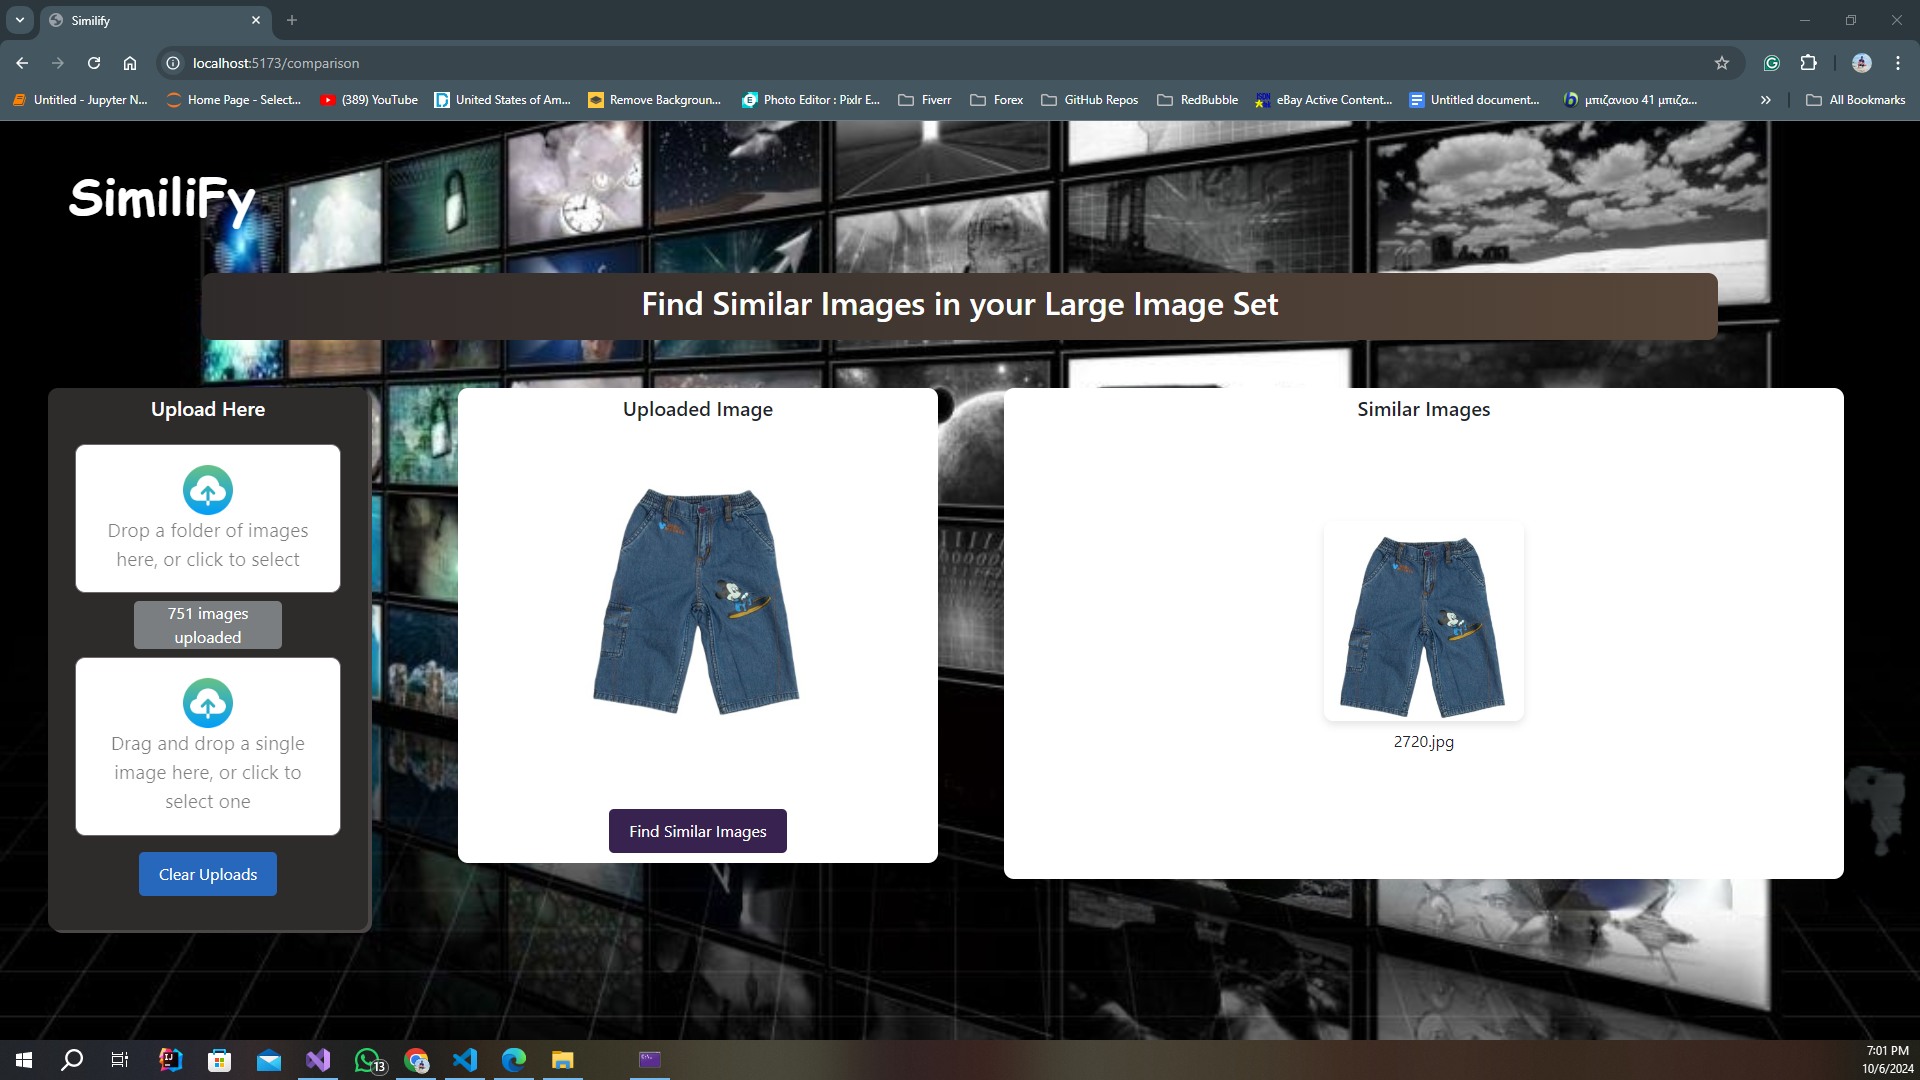 Similify
localhost:5173/comparison
Untitled - Jupyter N...
Home Page - Select...
(389) YouTube
United States of Am...
Remove Backgroun...
Photo Editor : Pixlr E...
Fiverr
Forex
GitHub Repos
RedBubble
eBay Active Content...
Untitled document...
μπιζανιου 41 μπιζα...
All Bookmarks
SimiliFy
Find Similar Images in your Large Image Set
Upload Here
Drop a folder of images
here, or click to select
751 images
uploaded
Drag and drop a single
image here, or click to
select one
Clear Uploads
Uploaded Image
Find Similar Images
Similar Images
2720.jpg
13
7:01 PM
10/6/2024